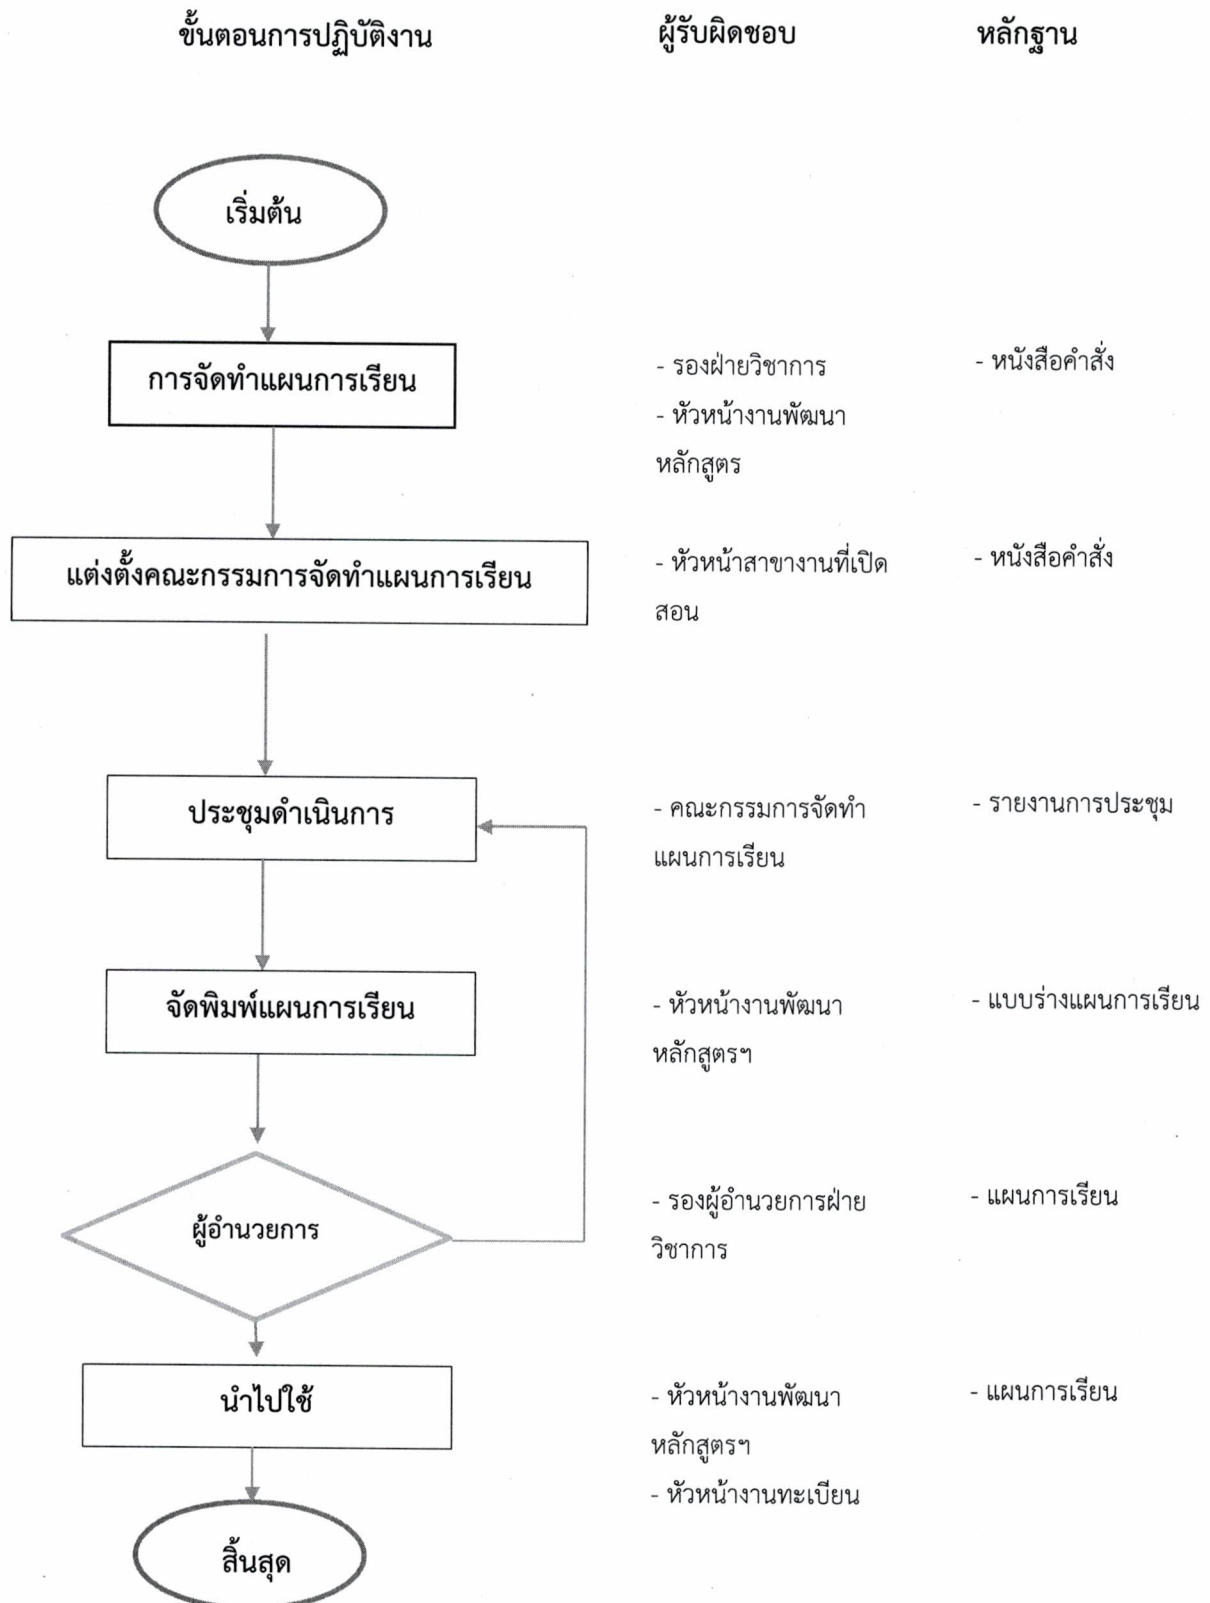 ขั้นตอนการปฏิบัติงาน ผู้รับผิดชอบ หลักฐาน
เริ่มต้น
การจัดทำแผนการเรียน
- รองฝ่ายวิชาการ
- หัวหน้างานพัฒนา
หลักสูตร
- หนังสือคำสั่ง
แต่งตั้งคณะกรรมการจัดทำแผนการเรียน
- หัวหน้าสาขางานที่เปิด
สอน
- หนังสือคำสั่ง
ประชุมดำเนินการ
- คณะกรรมการจัดทำ
แผนการเรียน
- รายงานการประชุม
จัดพิมพ์แผนการเรียน
- หัวหน้างานพัฒนา
หลักสูตรฯ
- แบบร่างแผนการเรียน
ผู้อำนวยการ
- รองผู้อำนวยการฝ่าย
วิชาการ
- แผนการเรียน
นำไปใช้
- หัวหน้างานพัฒนา
หลักสูตรฯ
- หัวหน้างานทะเบียน
- แผนการเรียน
สิ้นสุด